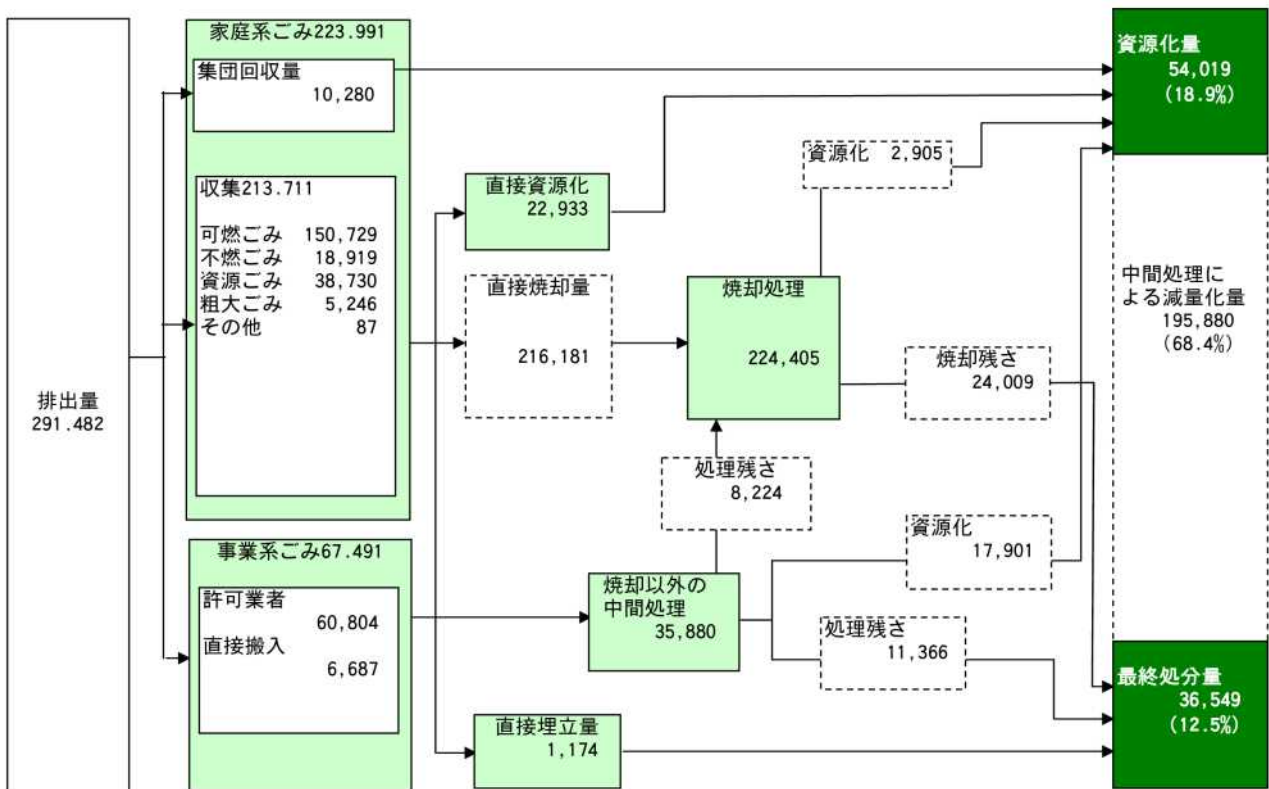 排出量
291.482
家庭系ごみ223.991
集団回収量
10,280
収集213.711
可燃ごみ 150,729
不燃ごみ 18,919
資源ごみ 38,730
粗大ごみ 5,246
その他 87
事業系ごみ67.491
許可業者
60,804
直接搬入
6,687
直接資源化
22,933
直接焼却量
216,181
焼却処理
224,405
資源化 2,905
焼却残さ
24,009
処理残さ
8,224
焼却以外の
中間処理
35,880
資源化
17,901
処理残さ
11,366
直接埋立量
1,174
資源化量
54,019
(18.9%)
中間処理に
よる減量化量
195,880
(68.4%)
最終処分量
36,549
(12.5%)